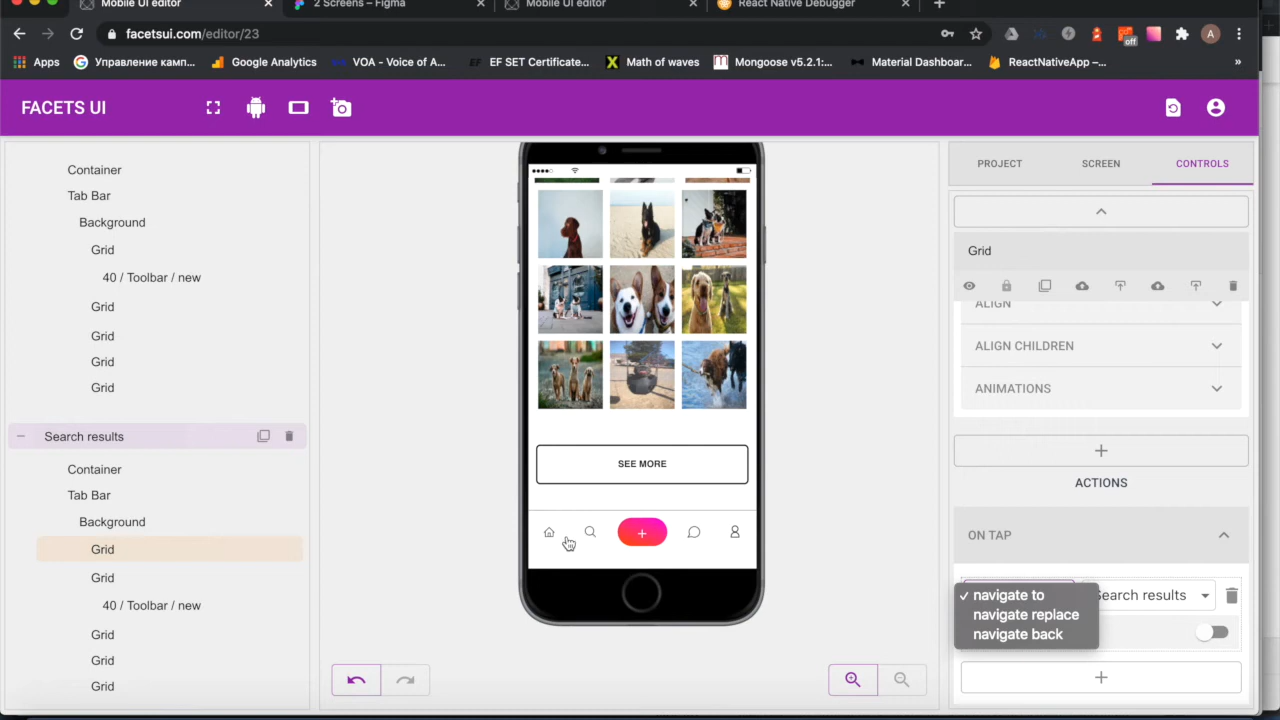 Mobile UI editor
2 Screens – Figma
Mobile UI editor
React Native Debugger
facetsui.com/editor/23
off
A
Apps
Управление камп...
Google Analytics
VOA - Voice of A...
EF SET Certificate...
Math of waves
Mongoose v5.2.1:...
Material Dashboar...
ReactNativeApp –...
»
FACETS UI
Container
Tab Bar
Background
Grid
40 / Toolbar / new
Grid
Grid
Grid
Grid
Search results
Container
Tab Bar
Background
Grid
Grid
40 / Toolbar / new
Grid
Grid
Grid
SEE MORE
PROJECT
SCREEN
CONTROLS
Grid
ALIGN
ALIGN CHILDREN
ANIMATIONS
ACTIONS
ON TAP
✓ navigate to
navigate replace
navigate back
Search results